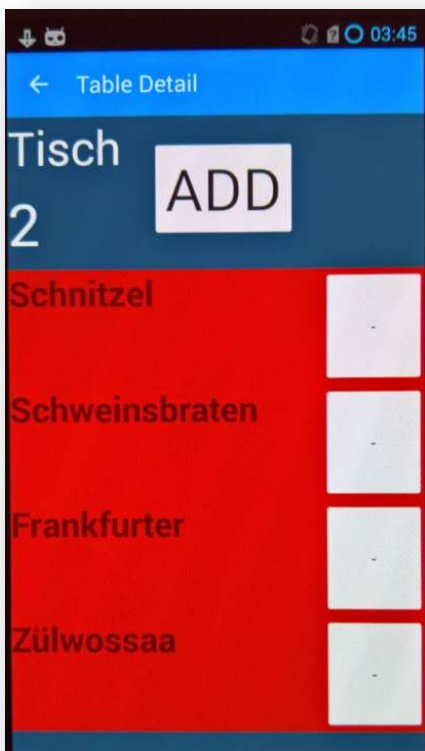 03:45
← Table Detail
Tisch
2
ADD
Schnitzel
-
Schweinsbraten
-
Frankfurter
-
Zülwossaa
-